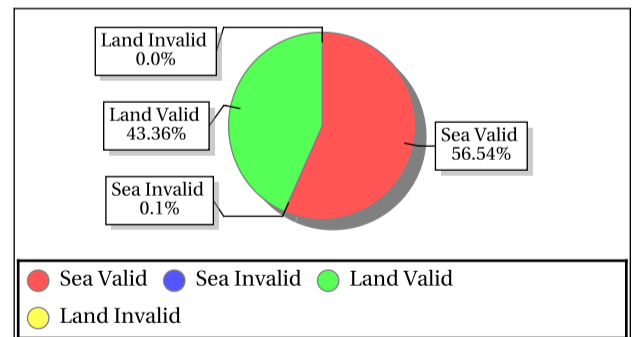 Land Invalid
0.0%
Land Valid
43.36%
Sea Valid
56.54%
Sea Invalid
0.1%
Sea Valid Sea Invalid Land Valid
Land Invalid